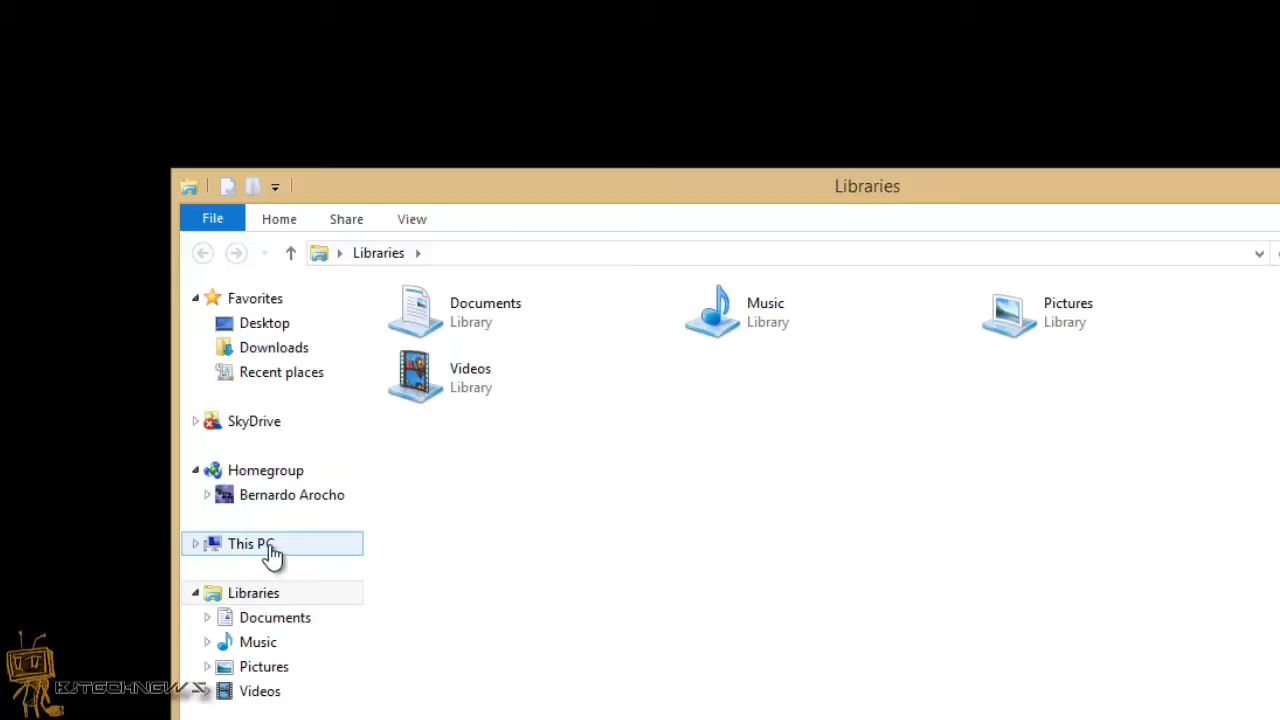 Libraries
File Home Share View
Libraries
Favorites
Desktop
Downloads
Recent places
SkyDrive
Homegroup
Bernardo Arocho
This PC
Libraries
Documents
Music
Pictures
Videos
Documents
Library
Music
Library
Pictures
Library
Videos
Library
BJTECHNEWS